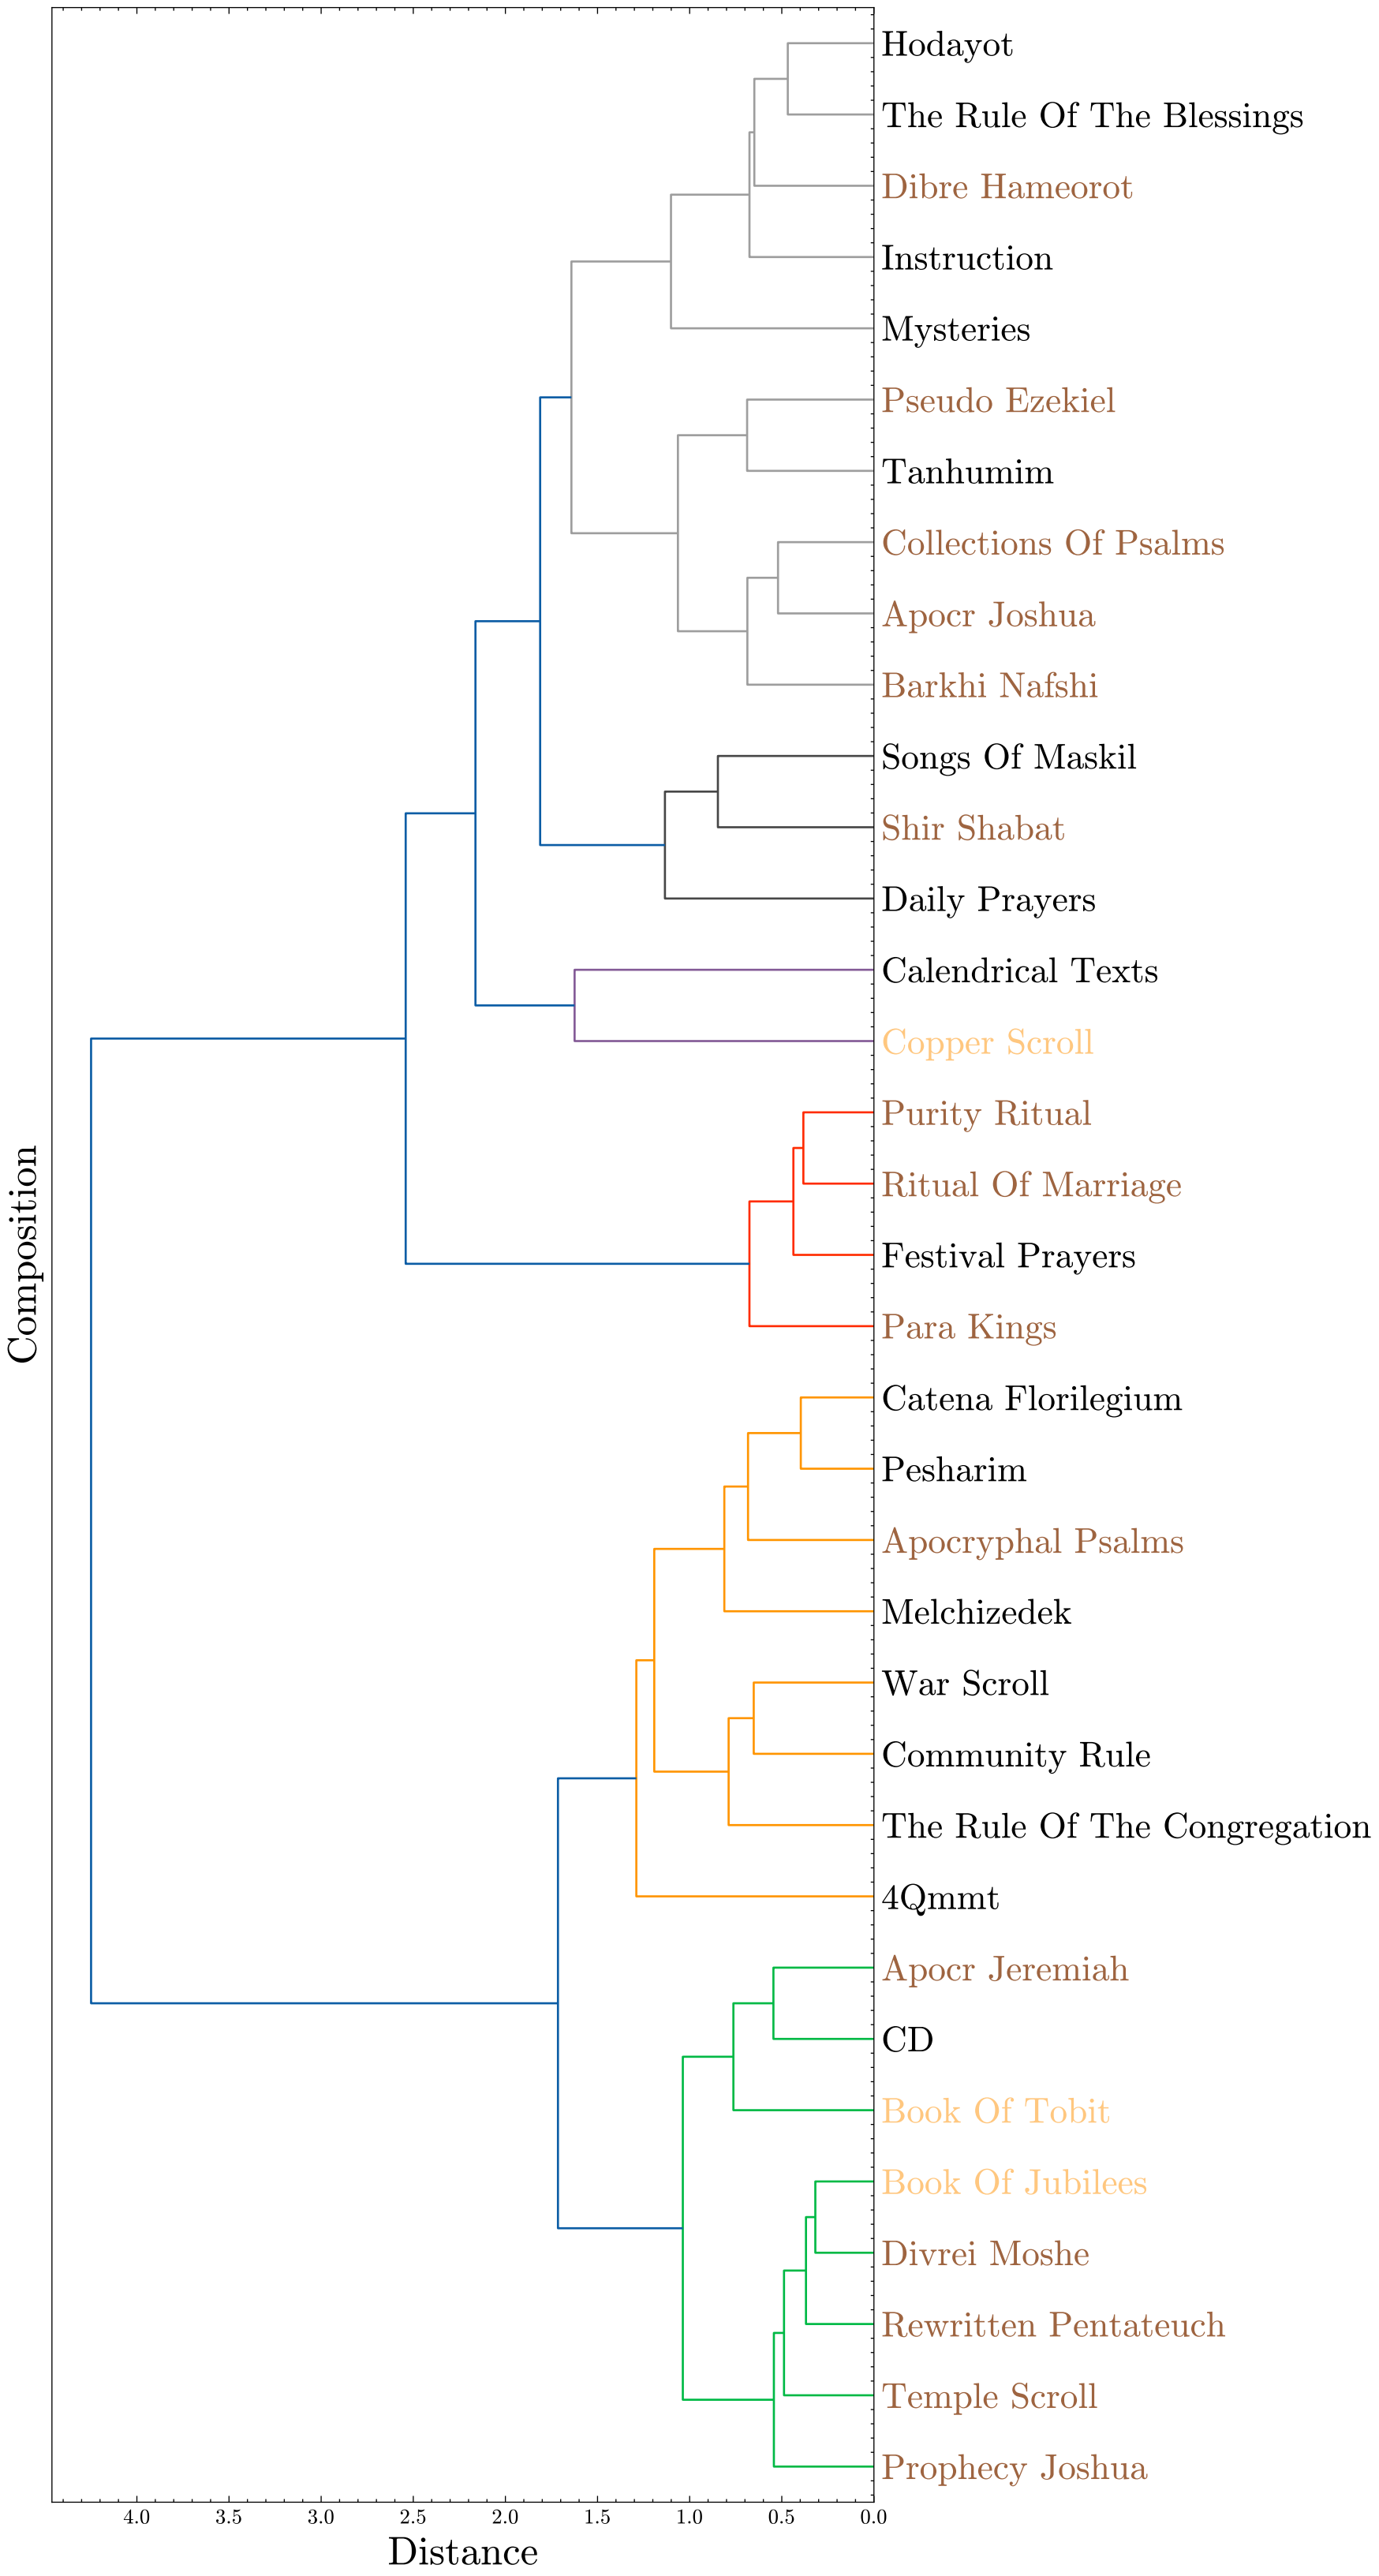 Hodayot
The Rule Of The Blessings
Dibre Hameorot
Instruction
Mysteries
Pseudo Ezekiel
Tanhumim
Collections Of Psalms
Apocr Joshua
Barkhi Nafshi
Songs Of Maskil
Shir Shabat
Daily Prayers
Calendrical Texts
Copper Scroll
Purity Ritual
Ritual Of Marriage
Festival Prayers
Para Kings
Catena Florilegium
Pesharim
Apocryphal Psalms
Melchizedek
War Scroll
Community Rule
The Rule Of The Congregation
4Qmmt
Apocr Jeremiah
CD
Book Of Tobit
Book Of Jubilees
Divrei Moshe
Rewritten Pentateuch
Temple Scroll
Prophecy Joshua
Composition
4.0 3.5 3.0 2.5 2.0 1.5 1.0 0.5 0.0
Distance